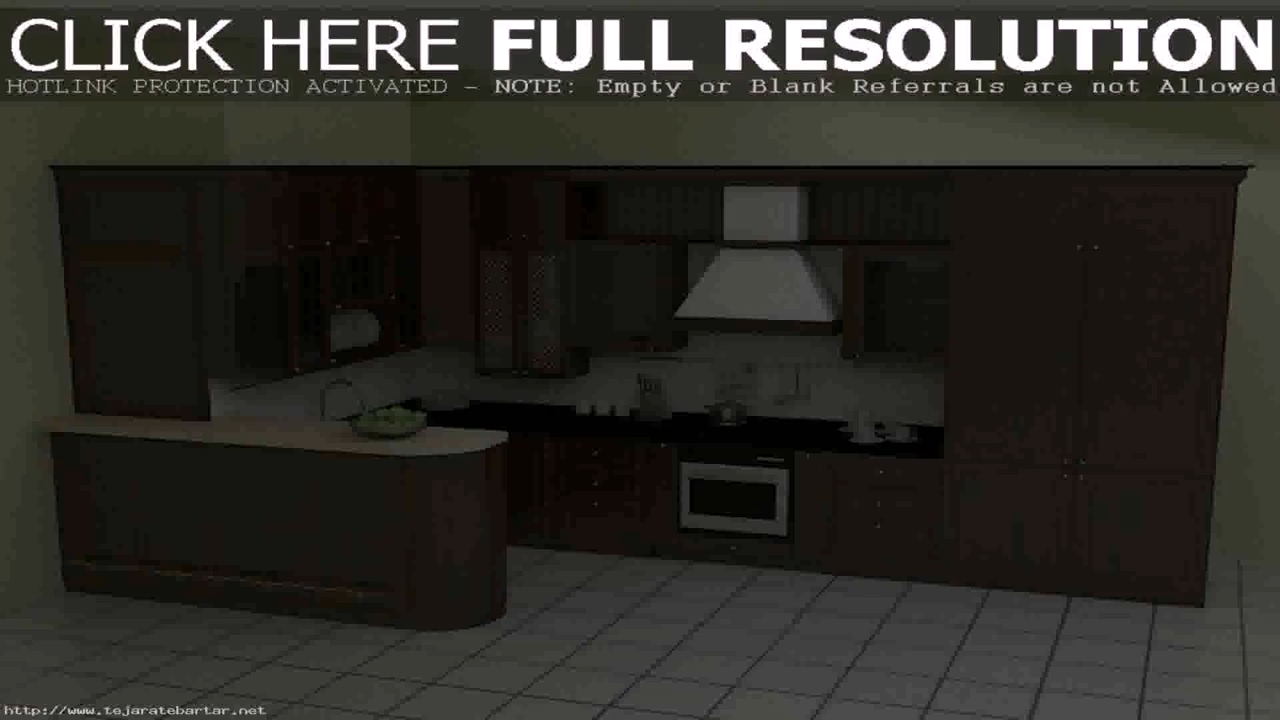 CLICK HERE FULL RESOLUTION
HOTLINK PROTECTION ACTIVATED - NOTE: Empty or Blank Referrals are not Allowed
http://www.tejaratebartar.net